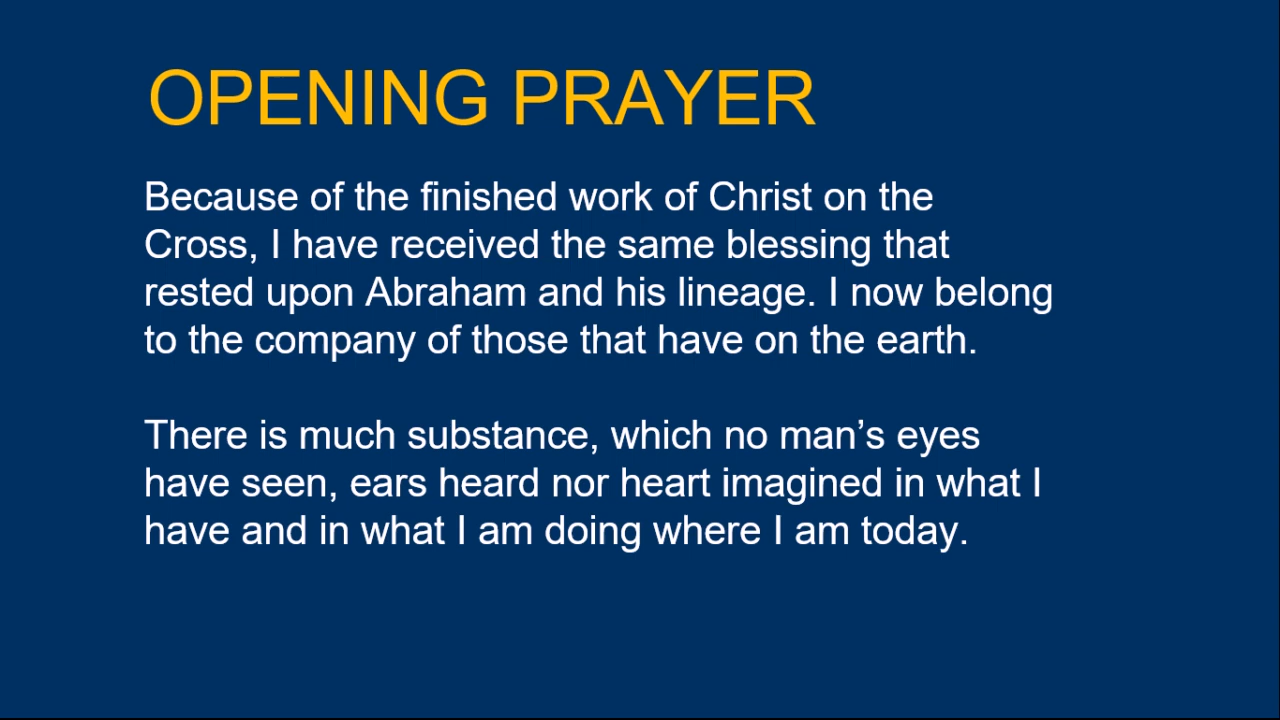 OPENING PRAYER
Because of the finished work of Christ on the
Cross, I have received the same blessing that
rested upon Abraham and his lineage. I now belong
to the company of those that have on the earth.
There is much substance, which no man’s eyes
have seen, ears heard nor heart imagined in what I
have and in what I am doing where I am today.